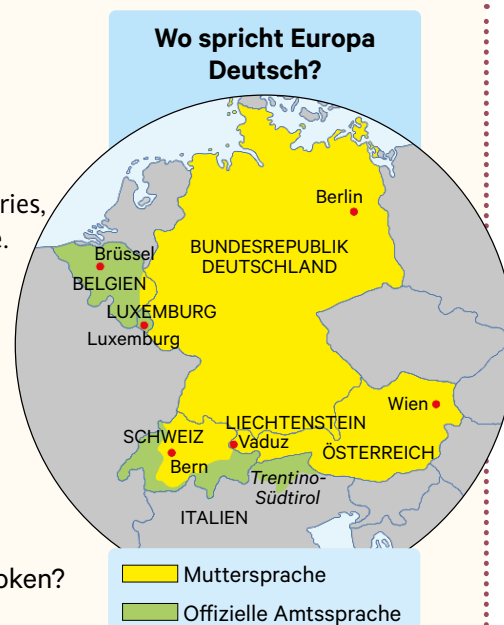 Wo spricht Europa
Deutsch?
ries,
e.
Berlin
BUNDESREPUBLIK
DEUTSCHLAND
Brüssel
BELGIEN
LUXEMBURG
Luxemburg
Wien
LIECHTENSTEIN
SCHWEIZ
Vaduz
ÖSTERREICH
Bern
Trentino-
Südtirol
ITALIEN
oken?
Muttersprache
Offizielle Amtssprache